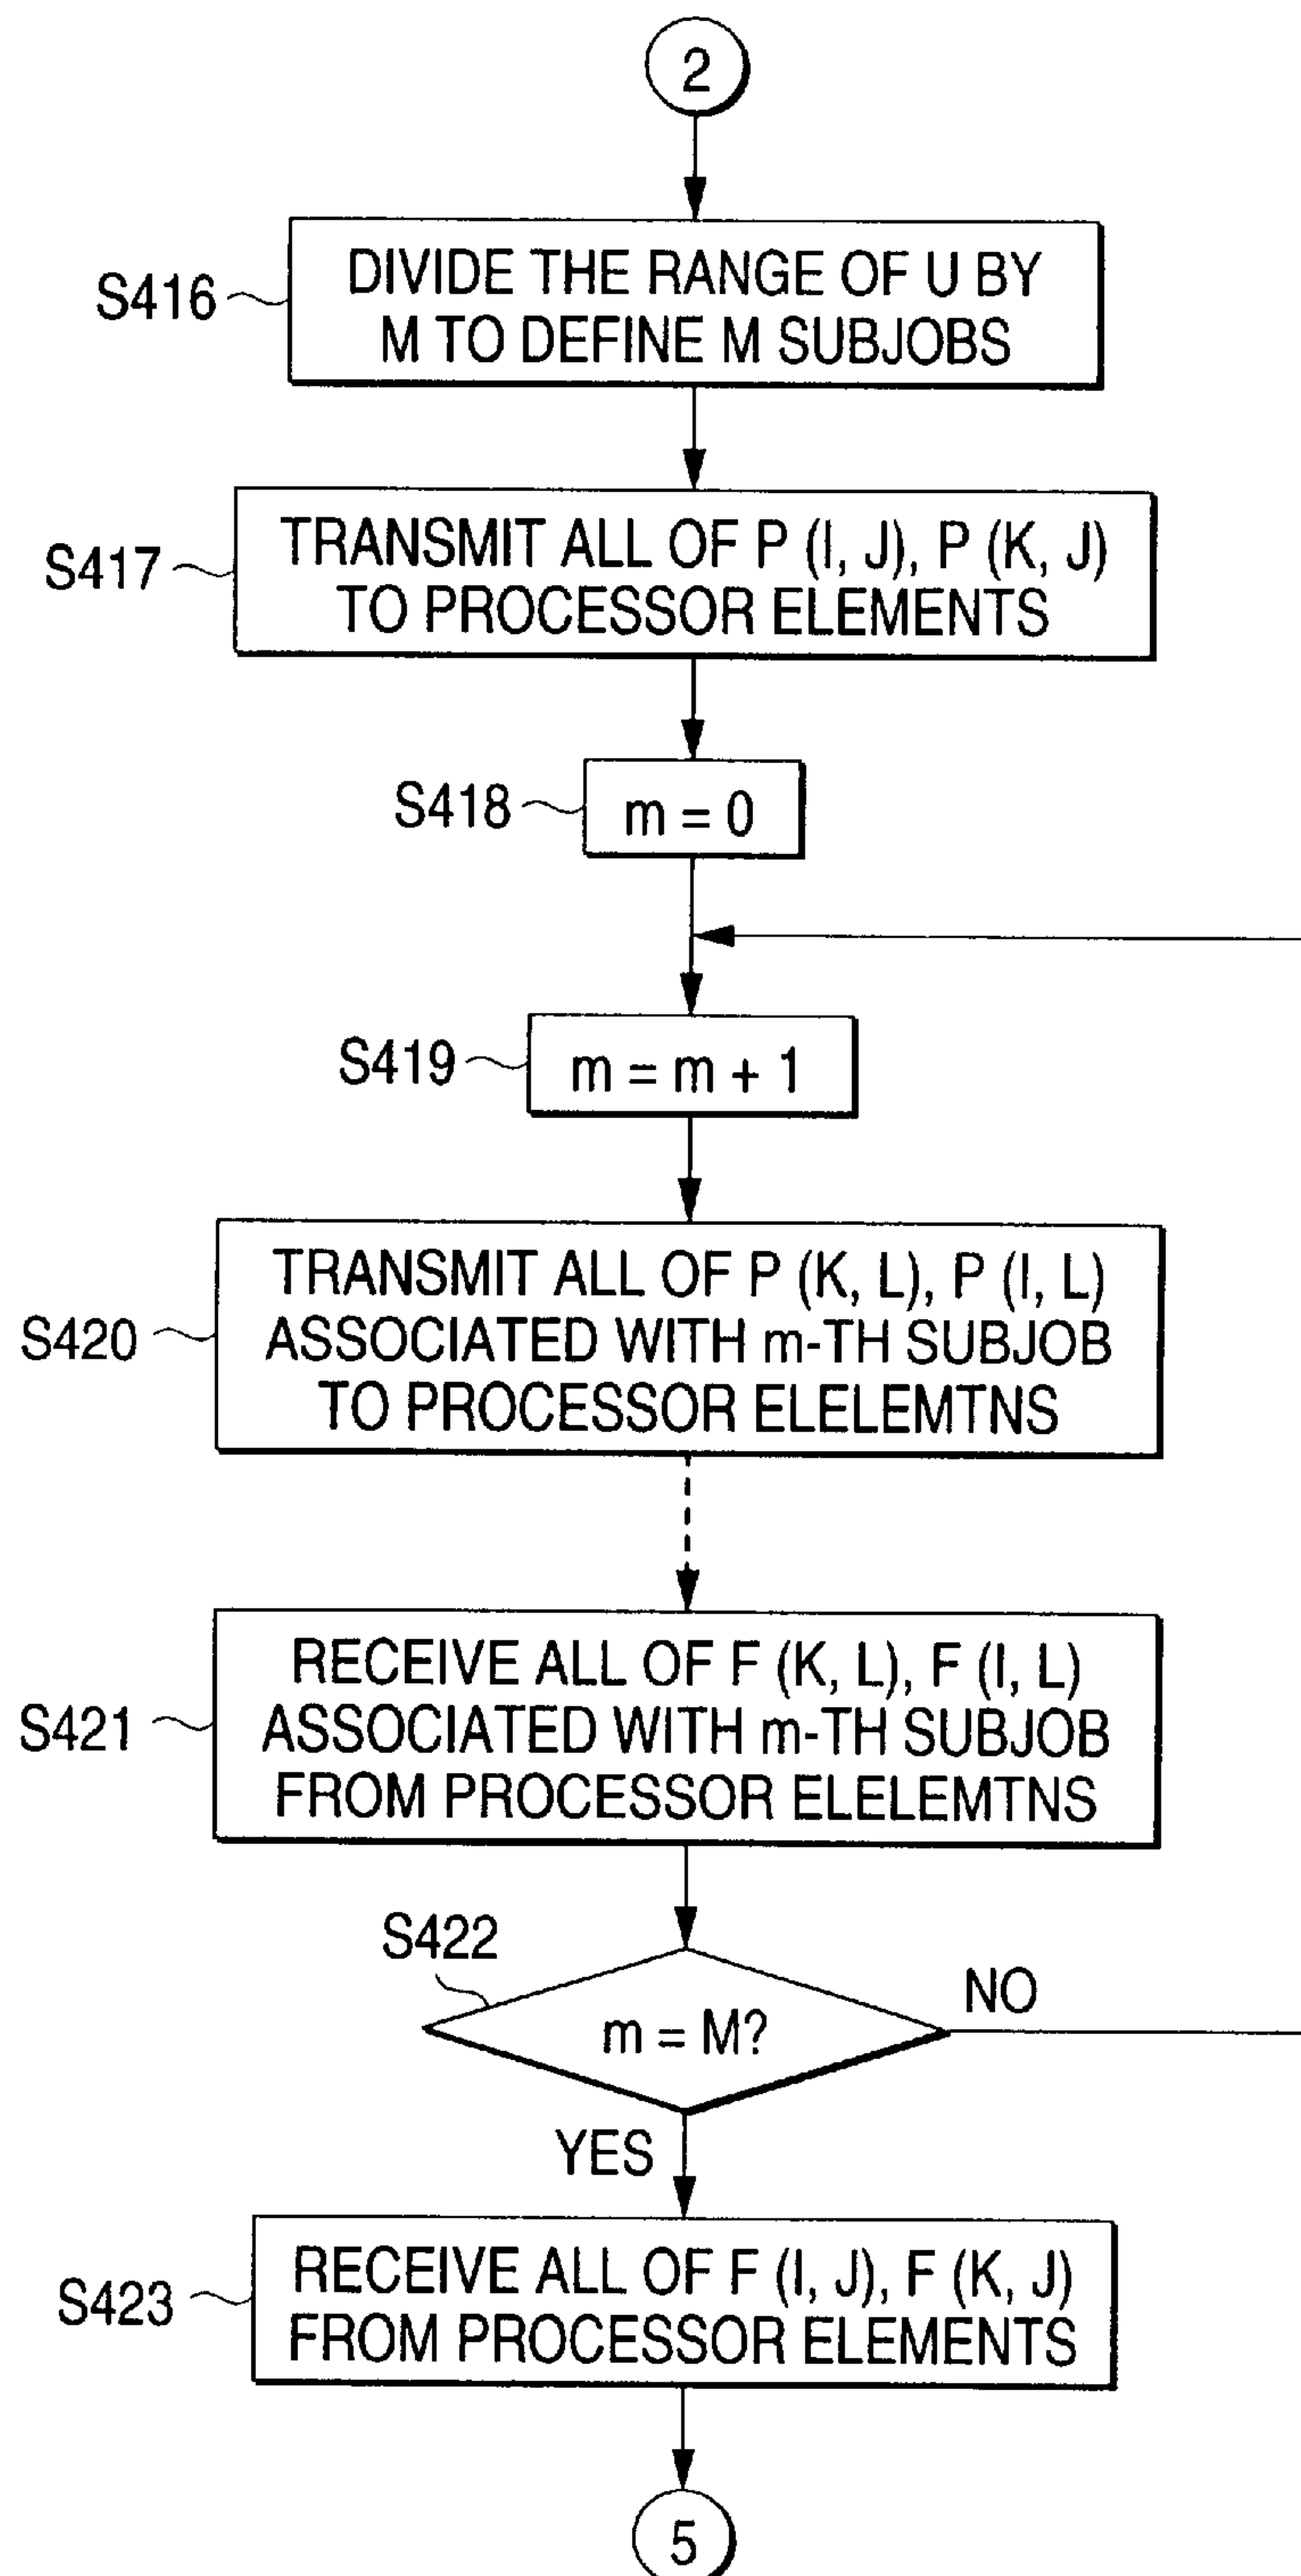 2
S416
DIVIDE THE RANGE OF U BY
M TO DEFINE M SUBJOBS
S417
TRANSMIT ALL OF P (I, J), P (K, J)
TO PROCESSOR ELEMENTS
S418
m = 0
S419
m = m + 1
S420
TRANSMIT ALL OF P (K, L), P (I, L)
ASSOCIATED WITH m-TH SUBJOB
TO PROCESSOR ELELEMTNS
S421
RECEIVE ALL OF F (K, L), F (I, L)
ASSOCIATED WITH m-TH SUBJOB
FROM PROCESSOR ELELEMTNS
S422
m = M?
NO
YES
S423
RECEIVE ALL OF F (I, J), F (K, J)
FROM PROCESSOR ELEMENTS
5